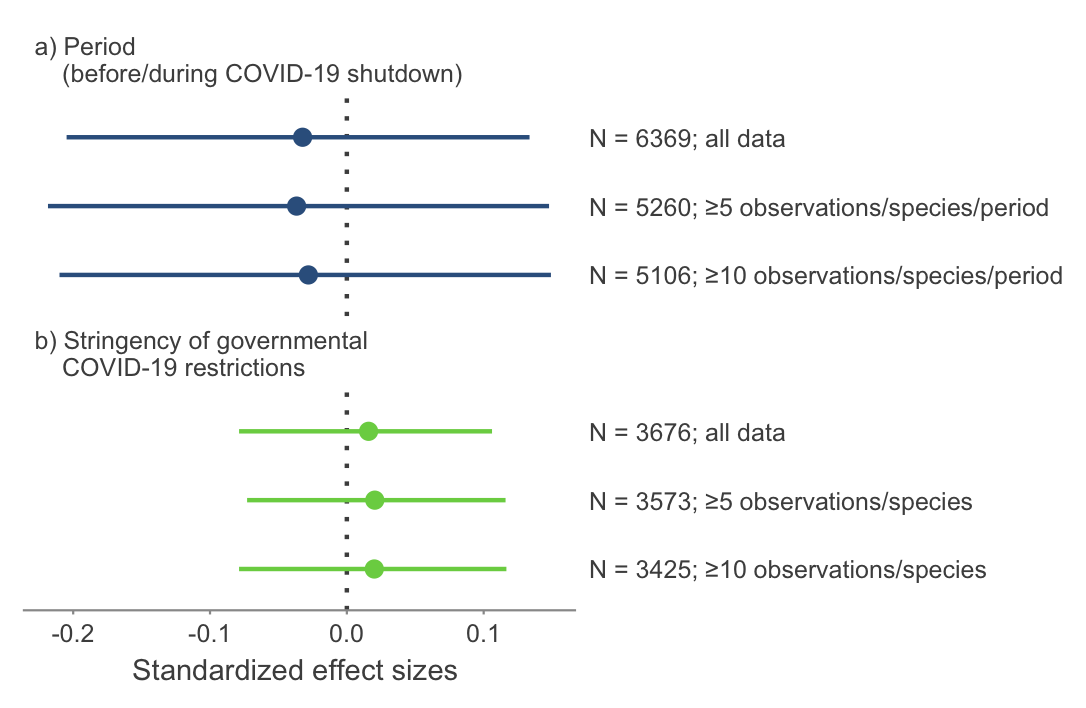 a) Period
(before/during COVID-19 shutdown)
N = 6369; all data
N = 5260; ≥5 observations/species/period
N = 5106; ≥10 observations/species/period
b) Stringency of governmental
COVID-19 restrictions
N = 3676; all data
N = 3573; ≥5 observations/species
N = 3425; ≥10 observations/species
-0.2 -0.1 0.0 0.1
Standardized effect sizes